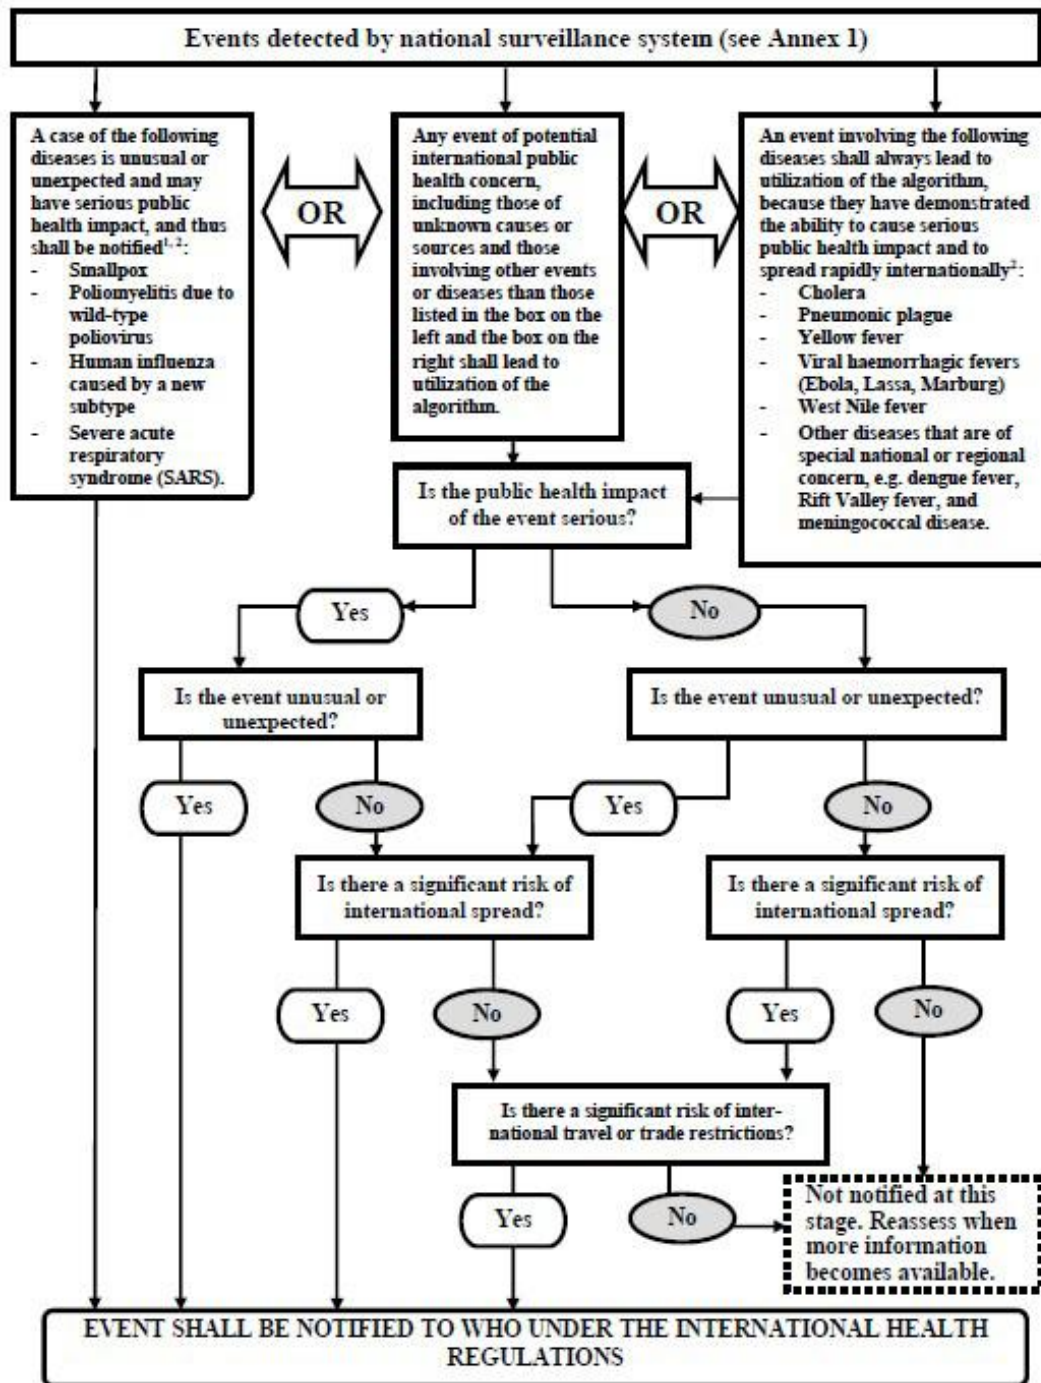 Events detected by national surveillance system (see Annex 1)
A case of the following
diseases is unusual or
unexpected and may
have serious public
health impact, and thus
shall be notified1, 2:
- Smallpox
- Poliomyelitis due to
wild-type
poliovirus
- Human influenza
caused by a new
subtype
- Severe acute
respiratory
syndrome (SARS).
OR
Any event of potential
international public
health concern,
including those of
unknown causes or
sources and those
involving other events
or diseases than those
listed in the box on the
left and the box on the
right shall lead to
utilization of the
algorithm.
OR
An event involving the following
diseases shall always lead to
utilization of the algorithm,
because they have demonstrated
the ability to cause serious
public health impact and to
spread rapidly internationally2:
- Cholera
- Pneumonic plague
- Yellow fever
- Viral haemorrhagic fevers
(Ebola, Lassa, Marburg)
- West Nile fever
- Other diseases that are of
special national or regional
concern, e.g. dengue fever,
Rift Valley fever, and
meningococcal disease.
Is the public health impact
of the event serious?
Yes
No
Is the event unusual or
unexpected?
Is the event unusual or unexpected?
Yes
No
Yes
No
Is there a significant risk of
international spread?
Is there a significant risk of
international spread?
Yes
No
Yes
No
Is there a significant risk of inter-
national travel or trade restrictions?
Yes
No
Not notified at this
stage. Reassess when
more information
becomes available.
EVENT SHALL BE NOTIFIED TO WHO UNDER THE INTERNATIONAL HEALTH
REGULATIONS